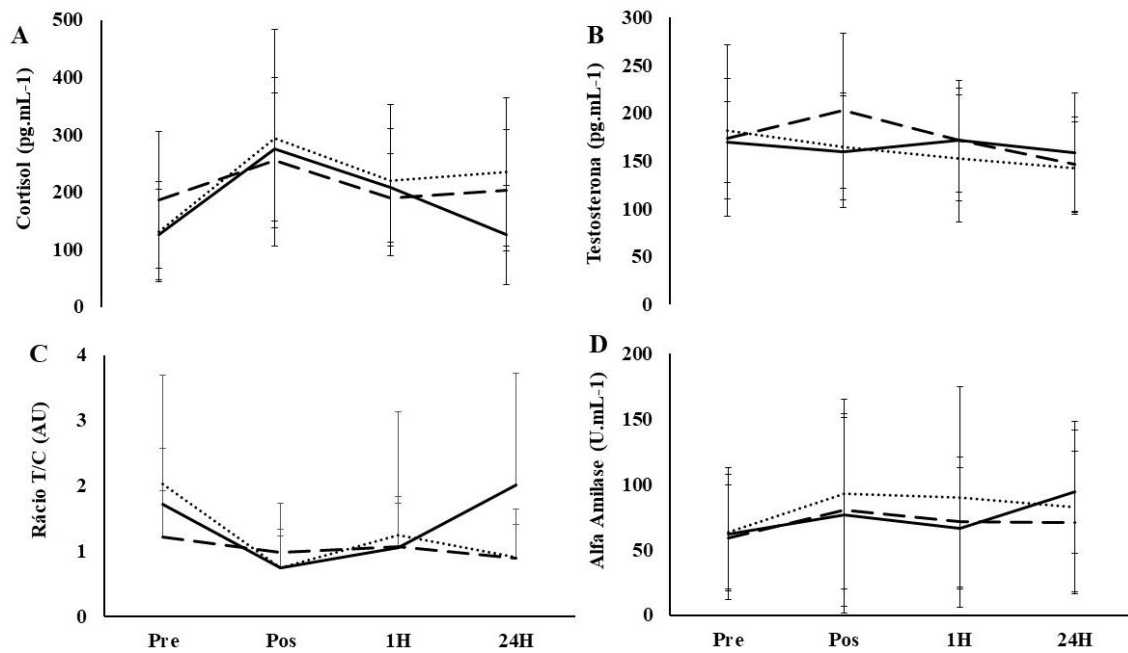 A
Cortisol (pg.mL-1)
500
400
300
200
100
0
B
Testosterona (pg.mL-1)
300
250
200
150
100
50
0
C
Rácio T/C (AU)
4
3
2
1
0
Pre Pos 1H 24H
D
Alfa Amilase (U.mL-1)
200
150
100
50
0
Pre Pos 1H 24H